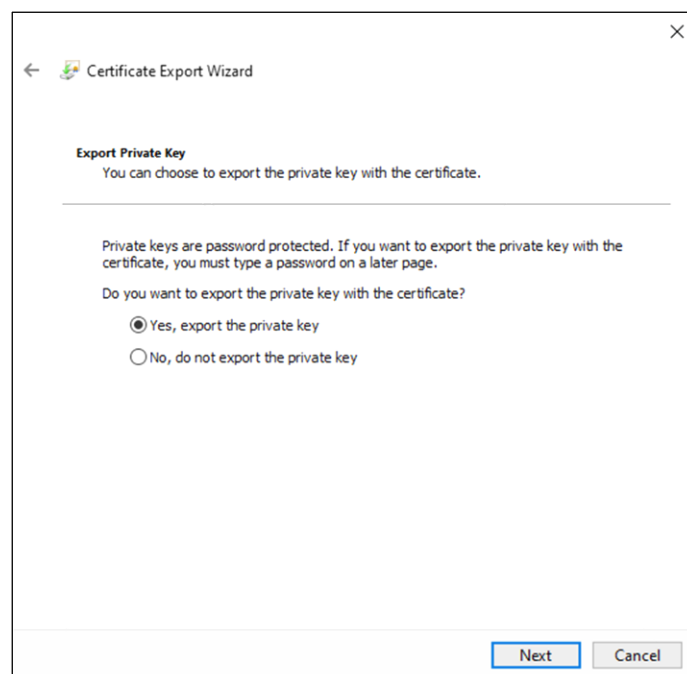 Certificate Export Wizard
Export Private Key
You can choose to export the private key with the certificate.
Private keys are password protected. If you want to export the private key with the
certificate, you must type a password on a later page.
Do you want to export the private key with the certificate?
Yes, export the private key
No, do not export the private key
Next
Cancel